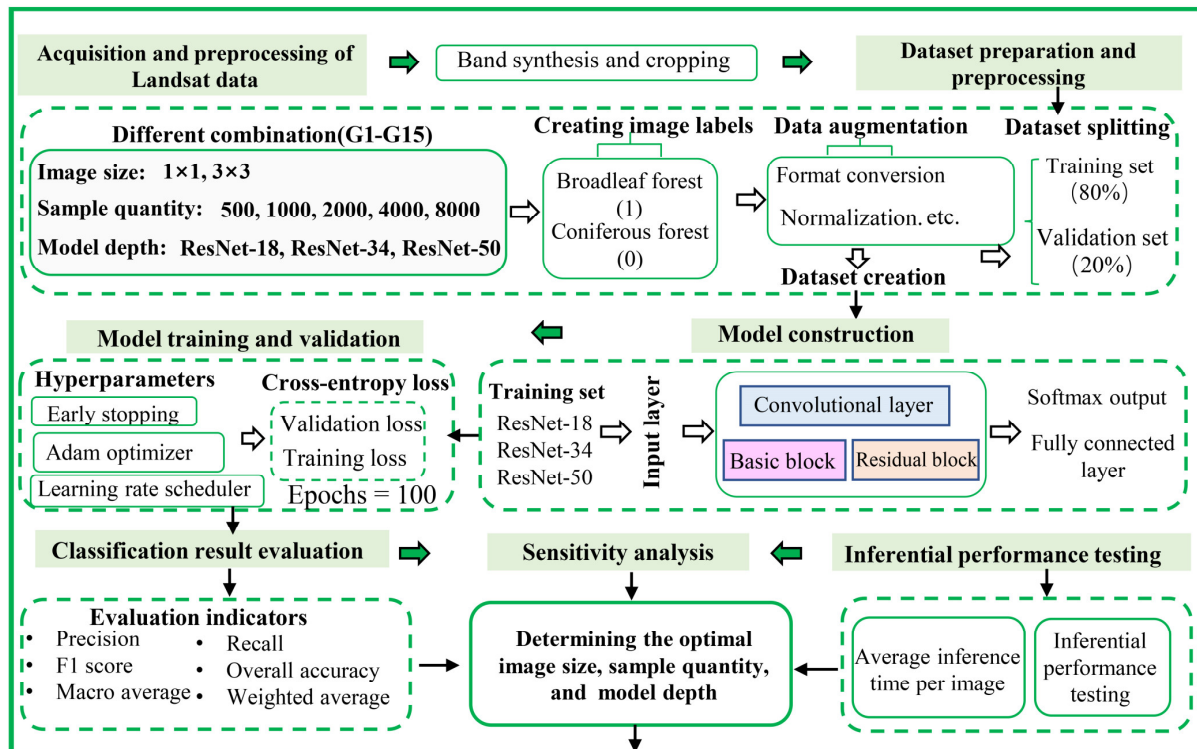 Acquisition and preprocessing of
Landsat data
Band synthesis and cropping
Dataset preparation and
preprocessing
Different combination(G1-G15)
Image size: 1×1, 3×3
Sample quantity: 500, 1000, 2000, 4000, 8000
Model depth: ResNet-18, ResNet-34, ResNet-50
Creating image labels
Broadleaf forest
(1)
Coniferous forest
(0)
Data augmentation
Format conversion
Normalization. etc.
Dataset creation
Dataset splitting
Training set
(80%)
Validation set
(20%)
Model training and validation
Model construction
Hyperparameters
Early stopping
Adam optimizer
Learning rate scheduler
Cross-entropy loss
Validation loss
Training loss
Epochs = 100
Training set
ResNet-18
ResNet-34
ResNet-50
Input layer
Convolutional layer
Basic block
Residual block
Softmax output
Fully connected
layer
Classification result evaluation
Sensitivity analysis
Inferential performance testing
Evaluation indicators
• Precision
• F1 score
• Macro average
• Recall
• Overall accuracy
• Weighted average
Determining the optimal
image size, sample quantity,
and model depth
Average inference
time per image
Inferential
performance
testing